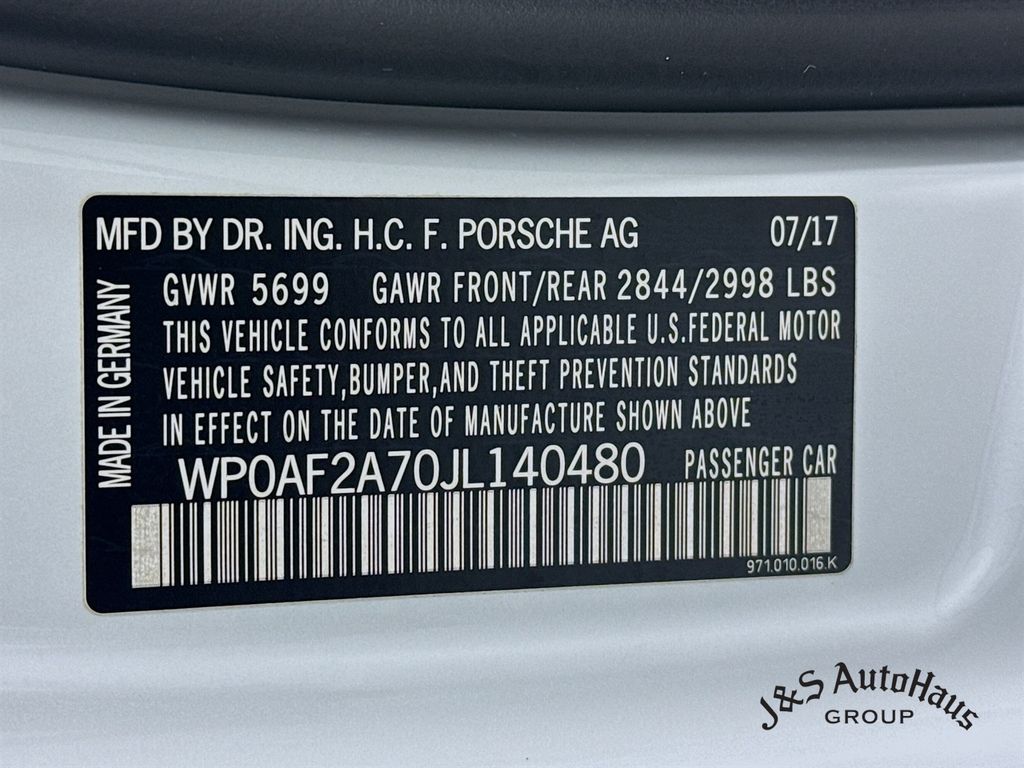 MFD BY DR. ING. H.C. F. PORSCHE AG 07/17
GVWR 5699 GAWR FRONT/REAR 2844/2998 LBS
THIS VEHICLE CONFORMS TO ALL APPLICABLE U.S.FEDERAL MOTOR
VEHICLE SAFETY,BUMPER,AND THEFT PREVENTION STANDARDS
IN EFFECT ON THE DATE OF MANUFACTURE SHOWN ABOVE
WP0AF2A70JL140480 PASSENGER CAR
971.010.016.K
MADE IN GERMANY
J&S AutoHaus
GROUP